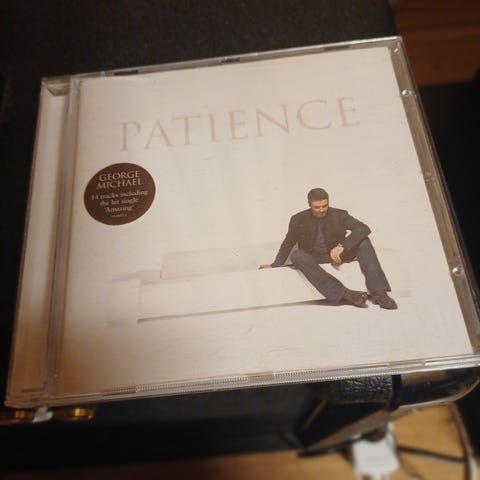 PATIENCE
GEORGE
MICHAEL
14 tracks including
the hit single
'Amazing'